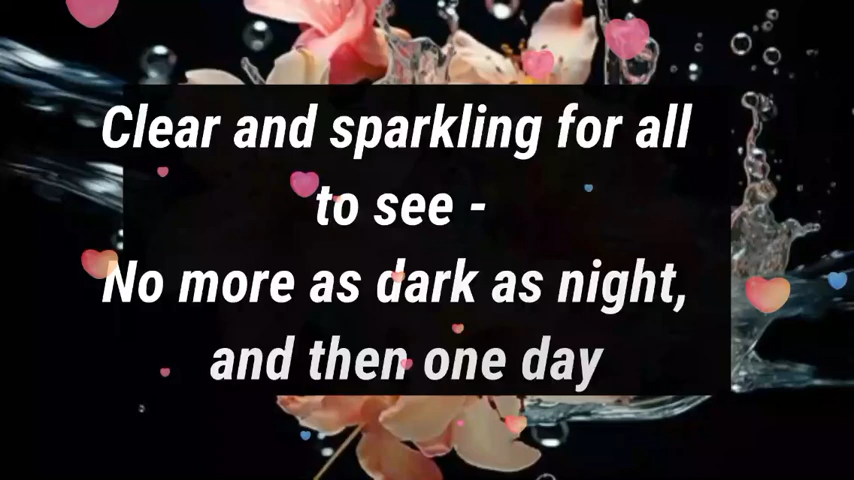 Clear and sparkling for all
to see -
No more as dark as night,
and then one day